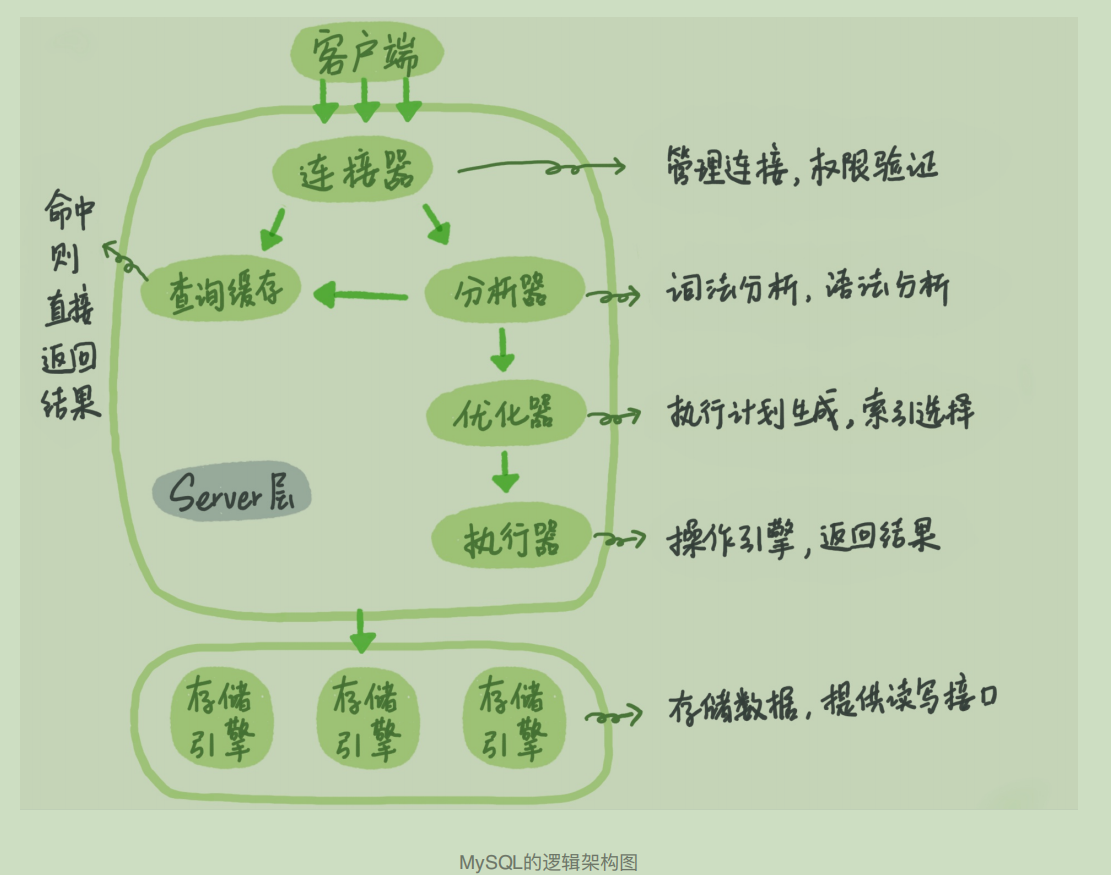 客户端
连接器
管理连接,权限验证
命中
则
直接
返回
结果
查询缓存
分析器
词法分析,语法分析
优化器
执行计划生成,索引选择
Server层
执行器
操作引擎,返回结果
存储
引擎
存储
引擎
存储
引擎
存储数据,提供读写接口
MySQL的逻辑架构图